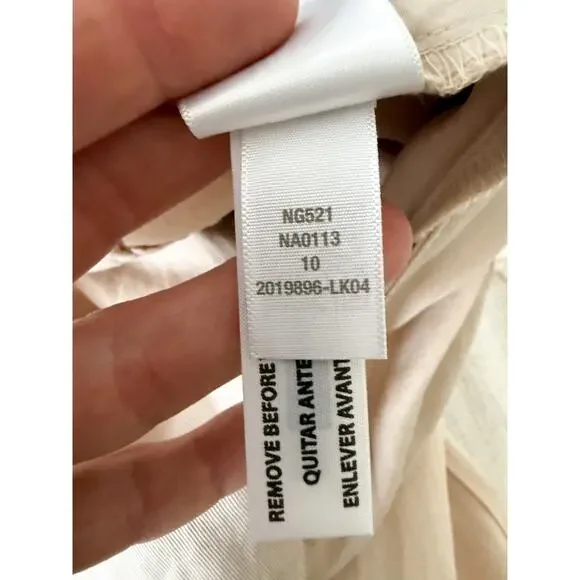 NG521
NA0113
10
2019896-LK04
REMOVE BEFORE
QUITAR ANTE
ENLEVER AVANT